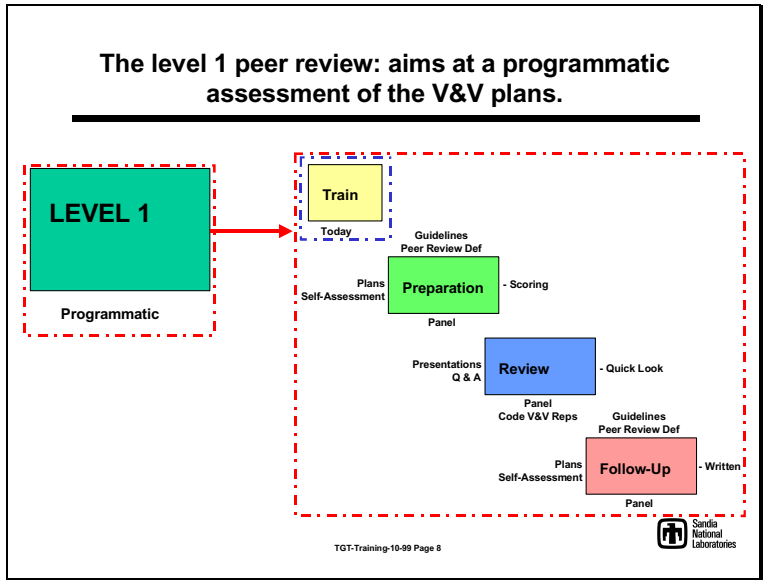 The level 1 peer review: aims at a programmatic
assessment of the V&V plans.
LEVEL 1
Programmatic
Train
Today
Guidelines
Peer Review Def
Plans
Self-Assessment
Preparation
- Scoring
Panel
Presentations
Q & A
Review
- Quick Look
Panel
Code V&V Reps
Guidelines
Peer Review Def
Plans
Self-Assessment
Follow-Up
- Written
Panel
Sandia
National
Laboratories
TGT-Training-10-99 Page 8